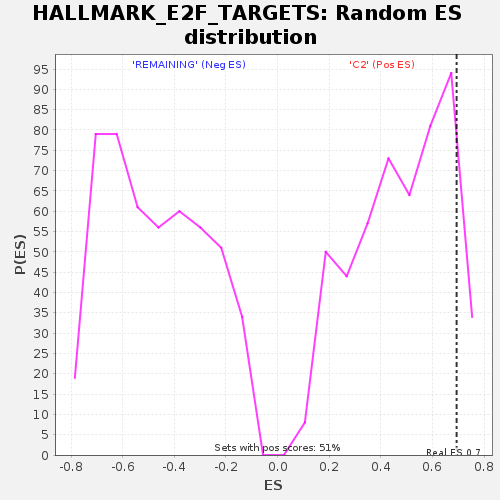 HALLMARK_E2F_TARGETS: Random ES
distribution
'REMAINING' (Neg ES)
'C2' (Pos ES)
95
90
85
80
75
70
65
60
55
50
45
40
35
30
25
20
15
10
5
0
P(ES)
Sets with pos scores: 51%
Real ES 0.7
-0.8 -0.6 -0.4 -0.2 0.0 0.2 0.4 0.6 0.8
ES